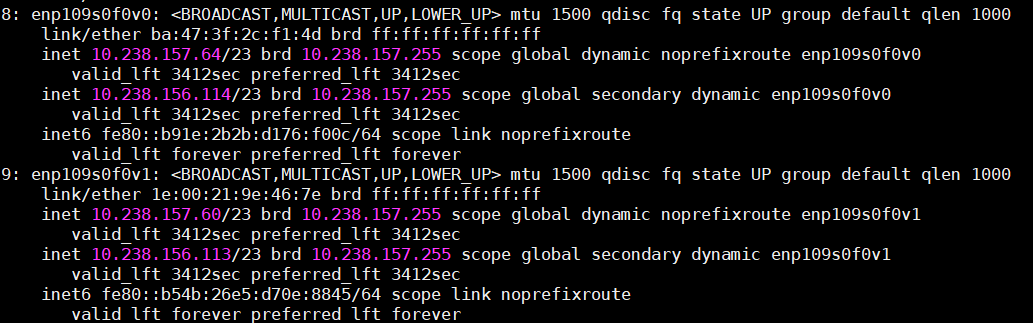 8: enp109s0f0v0: <BROADCAST,MULTICAST,UP,LOWER_UP> mtu 1500 qdisc fq state UP group default qlen 1000
link/ether ba:47:3f:2c:f1:4d brd ff:ff:ff:ff:ff:ff
inet 10.238.157.64/23 brd 10.238.157.255 scope global dynamic noprefixroute enp109s0f0v0
valid_lft 3412sec preferred_lft 3412sec
inet 10.238.156.114/23 brd 10.238.157.255 scope global secondary dynamic enp109s0f0v0
valid_lft 3412sec preferred_lft 3412sec
inet6 fe80::b91e:2b2b:d176:f00c/64 scope link noprefixroute
valid_lft forever preferred_lft forever
9: enp109s0f0v1: <BROADCAST,MULTICAST,UP,LOWER_UP> mtu 1500 qdisc fq state UP group default qlen 1000
link/ether 1e:00:21:9e:46:7e brd ff:ff:ff:ff:ff:ff
inet 10.238.157.60/23 brd 10.238.157.255 scope global dynamic noprefixroute enp109s0f0v1
valid_lft 3412sec preferred_lft 3412sec
inet 10.238.156.113/23 brd 10.238.157.255 scope global secondary dynamic enp109s0f0v1
valid_lft 3412sec preferred_lft 3412sec
inet6 fe80::b54b:26e5:d70e:8845/64 scope link noprefixroute
valid_lft forever preferred_lft forever